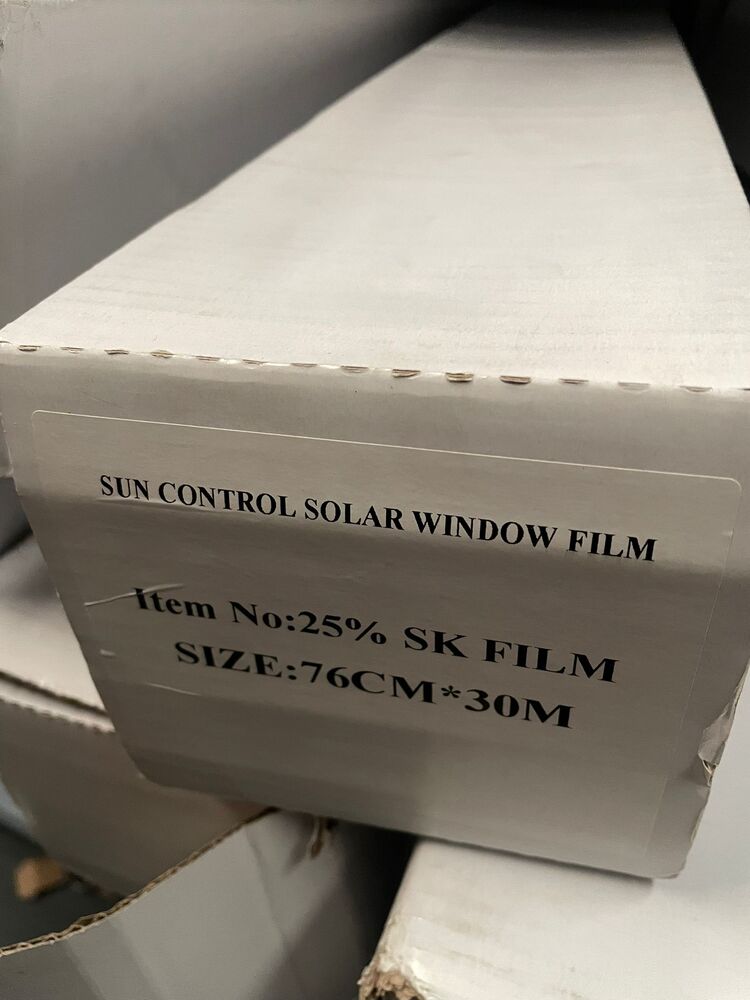 SUN CONTROL SOLAR WINDOW FILM
Item No:25% SK FILM
SIZE:76CM*30M